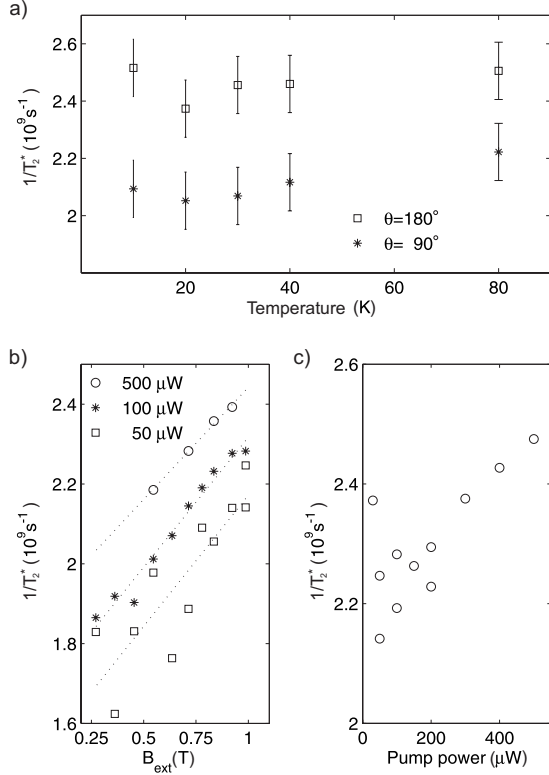 a)
2.6
2.4
2.2
2
1/T₂* (10⁹s⁻¹)
θ=180°
θ= 90°
20 40 60 80
Temperature (K)
b)
500 µW
100 µW
50 µW
2.4
2.2
2
1.8
1.6
1/T₂* (10⁹s⁻¹)
0.25 0.5 0.75 1
B_ext(T)
c)
2.6
2.4
2.2
2
1/T₂* (10⁹s⁻¹)
0 200 400
Pump power (µW)